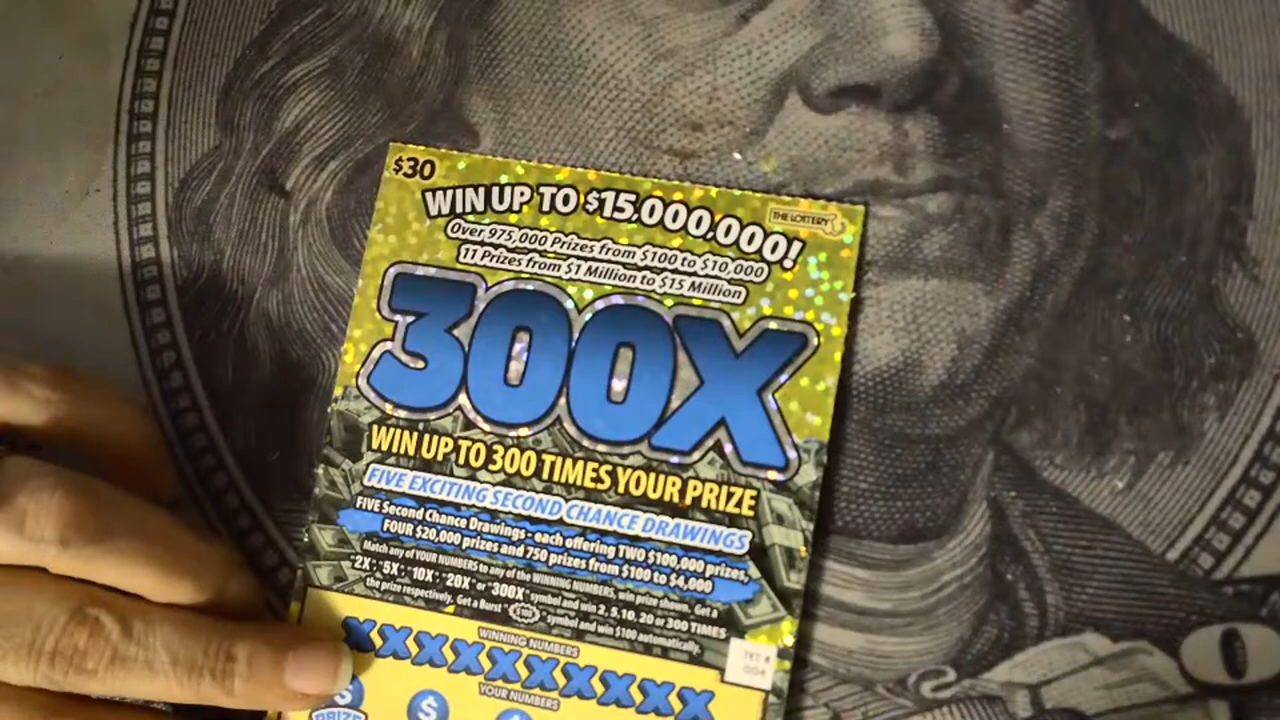 $30
WIN UP TO $15,000,000!
THE LOTTERY
Over 975,000 Prizes from $100 to $10,000
11 Prizes from $1 Million to $15 Million
300X
WIN UP TO 300 TIMES YOUR PRIZE
FIVE EXCITING SECOND CHANCE DRAWINGS
FIVE Second Chance Drawings - each offering TWO $100,000 prizes,
FOUR $20,000 prizes and 750 prizes from $100 to $4,000
Match any of YOUR NUMBERS to any of the WINNING NUMBERS, win prize shown. Get a
"2X", "5X", "10X", "20X" or "300X" symbol and win 2, 5, 10, 20 or 300 TIMES
the prize respectively. Get a Burst "$100" symbol and win $100 automatically.
TKT #
004
WINNING NUMBERS
XXXXXXXXXX
YOUR NUMBERS
$ $
PRIZE